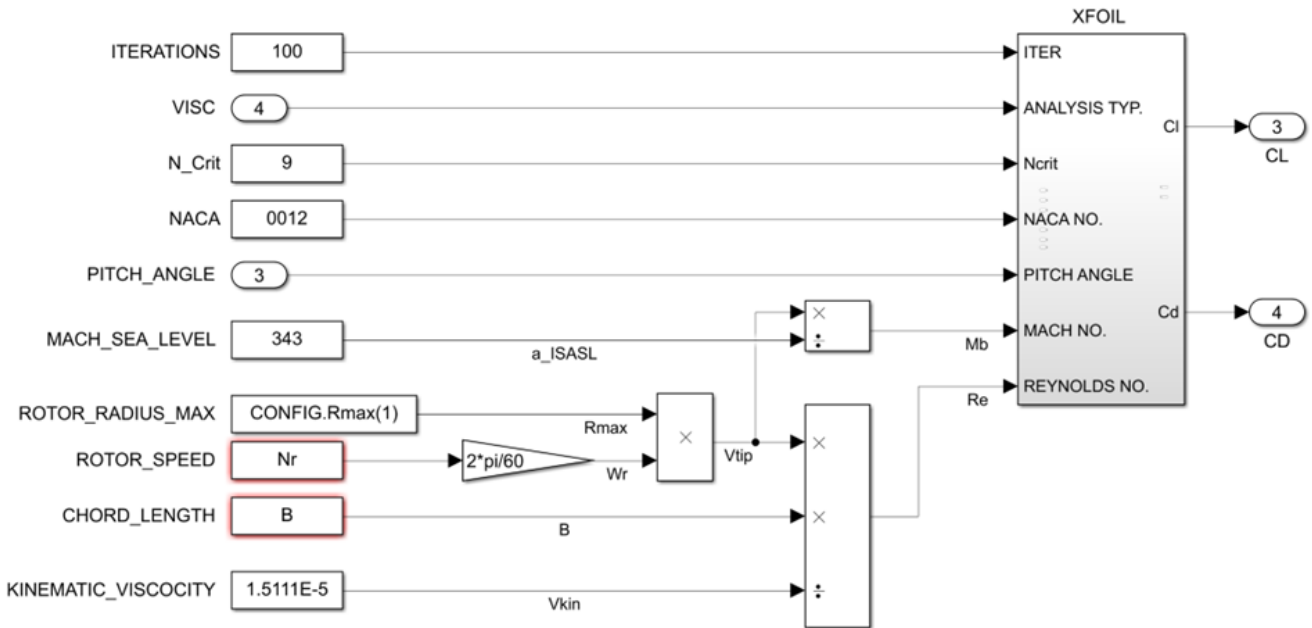 XFOIL
ITERATIONS 100 ITER
VISC 4 ANALYSIS TYP.
Cl 3
CL
N_Crit 9 Ncrit
NACA 0012 NACA NO.
PITCH_ANGLE 3 PITCH ANGLE
× Cd 4
MACH_SEA_LEVEL 343 ÷ MACH NO.
a_ISASL Mb CD
REYNOLDS NO.
Re
ROTOR_RADIUS_MAX CONFIG.Rmax(1)
Rmax
× ×
Vtip
ROTOR_SPEED Nr 2*pi/60
Wr
CHORD_LENGTH B ×
B
KINEMATIC_VISCOCITY 1.5111E-5 ÷
Vkin